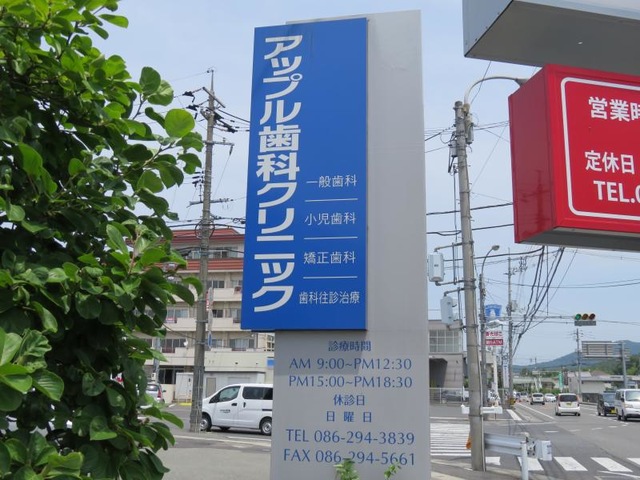 アップル歯科クリニック
一般歯科
小児歯科
矯正歯科
歯科往診治療
診療時間
AM 9:00~PM12:30
PM15:00~PM18:30
休診日
日曜日
TEL 086-294-3839
FAX 086-294-5661
営業時
定休日
TEL.0